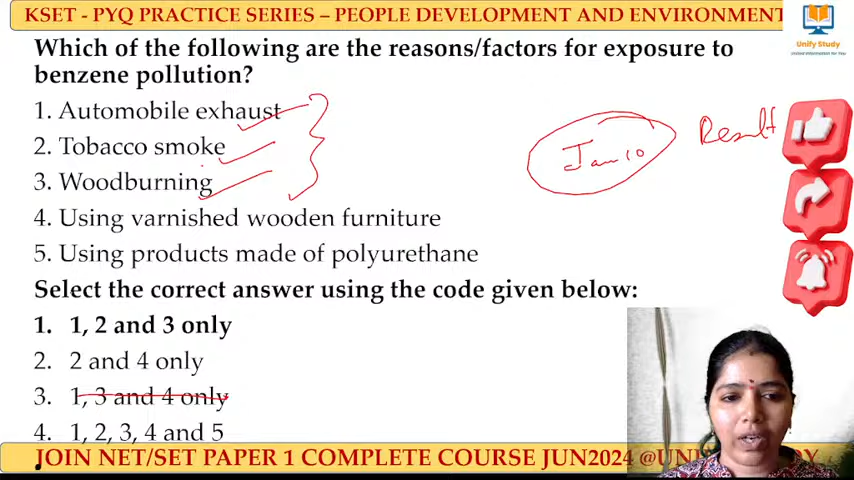 KSET - PYQ PRACTICE SERIES – PEOPLE DEVELOPMENT AND ENVIRONMENT
Unify Study
Which of the following are the reasons/factors for exposure to
benzene pollution?
1. Automobile exhaust
2. Tobacco smoke
3. Woodburning
4. Using varnished wooden furniture
5. Using products made of polyurethane
Jan 10
Result
Select the correct answer using the code given below:
1. 1, 2 and 3 only
2. 2 and 4 only
3. 1, 3 and 4 only
4. 1, 2, 3, 4 and 5
JOIN NET/SET PAPER 1 COMPLETE COURSE JUN2024